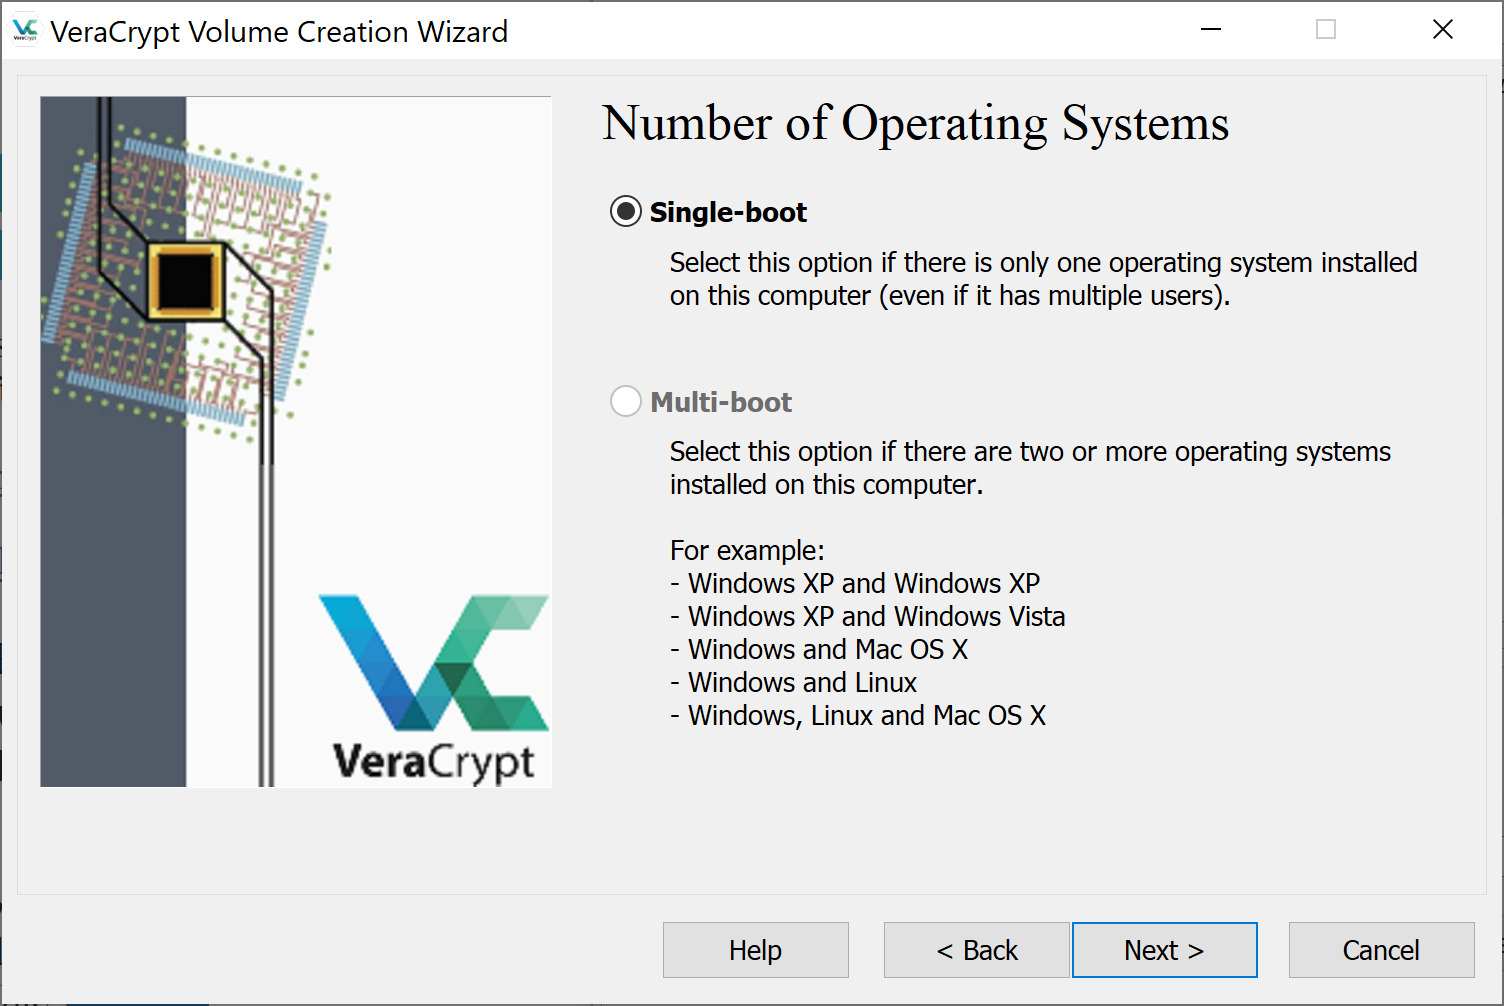 VeraCrypt Volume Creation Wizard
Number of Operating Systems
Single-boot
Select this option if there is only one operating system installed
on this computer (even if it has multiple users).
Multi-boot
Select this option if there are two or more operating systems
installed on this computer.
For example:
- Windows XP and Windows XP
- Windows XP and Windows Vista
- Windows and Mac OS X
- Windows and Linux
- Windows, Linux and Mac OS X
VeraCrypt
Help
< Back
Next >
Cancel